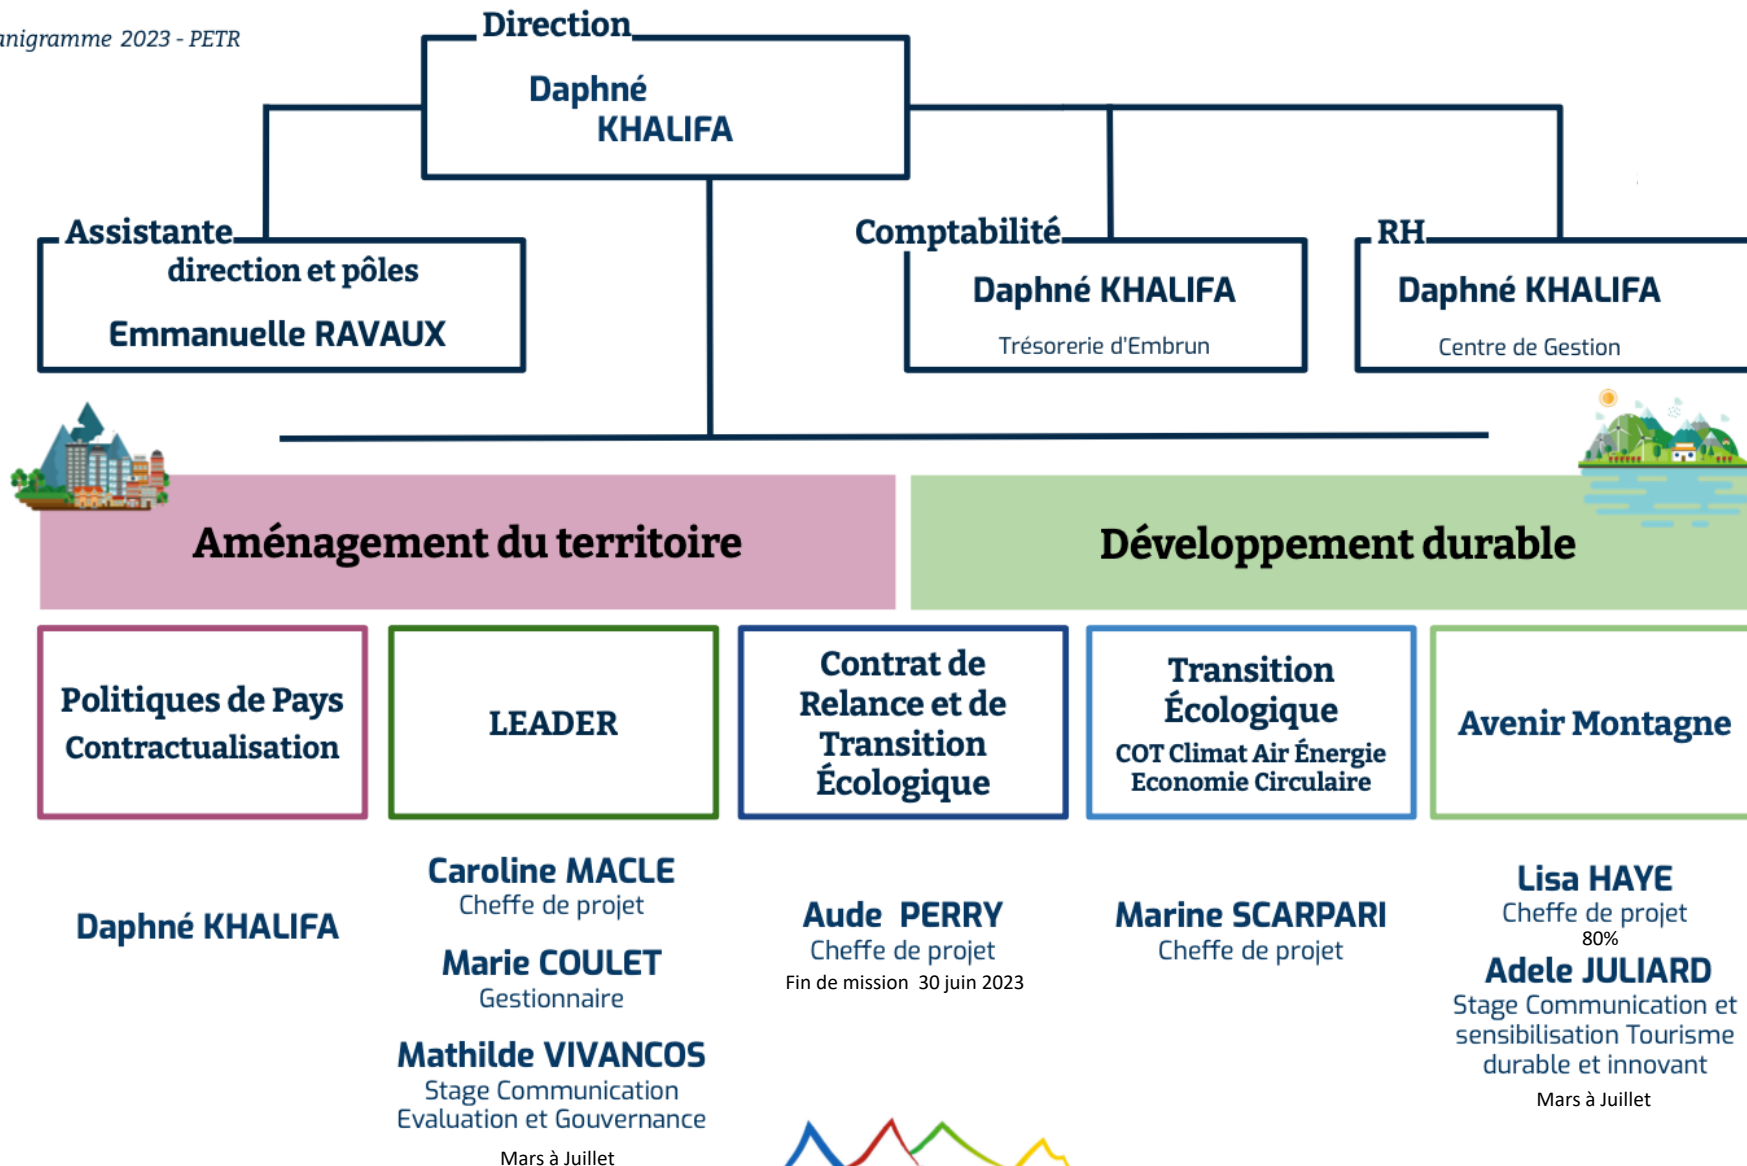 anigramme 2023 - PETR
Direction
Daphné
KHALIFA
Assistante
direction et pôles
Emmanuelle RAVAUX
Comptabilité
Daphné KHALIFA
Trésorerie d'Embrun
RH
Daphné KHALIFA
Centre de Gestion
Aménagement du territoire
Développement durable
Politiques de Pays
Contractualisation
LEADER
Contrat de
Relance et de
Transition
Écologique
Transition
Écologique
COT Climat Air Énergie
Economie Circulaire
Avenir Montagne
Daphné KHALIFA
Caroline MACLE
Cheffe de projet
Marie COULET
Gestionnaire
Mathilde VIVANCOS
Stage Communication
Evaluation et Gouvernance
Mars à Juillet
Aude PERRY
Cheffe de projet
Fin de mission 30 juin 2023
Marine SCARPARI
Cheffe de projet
Lisa HAYE
Cheffe de projet
80%
Adele JULIARD
Stage Communication et
sensibilisation Tourisme
durable et innovant
Mars à Juillet